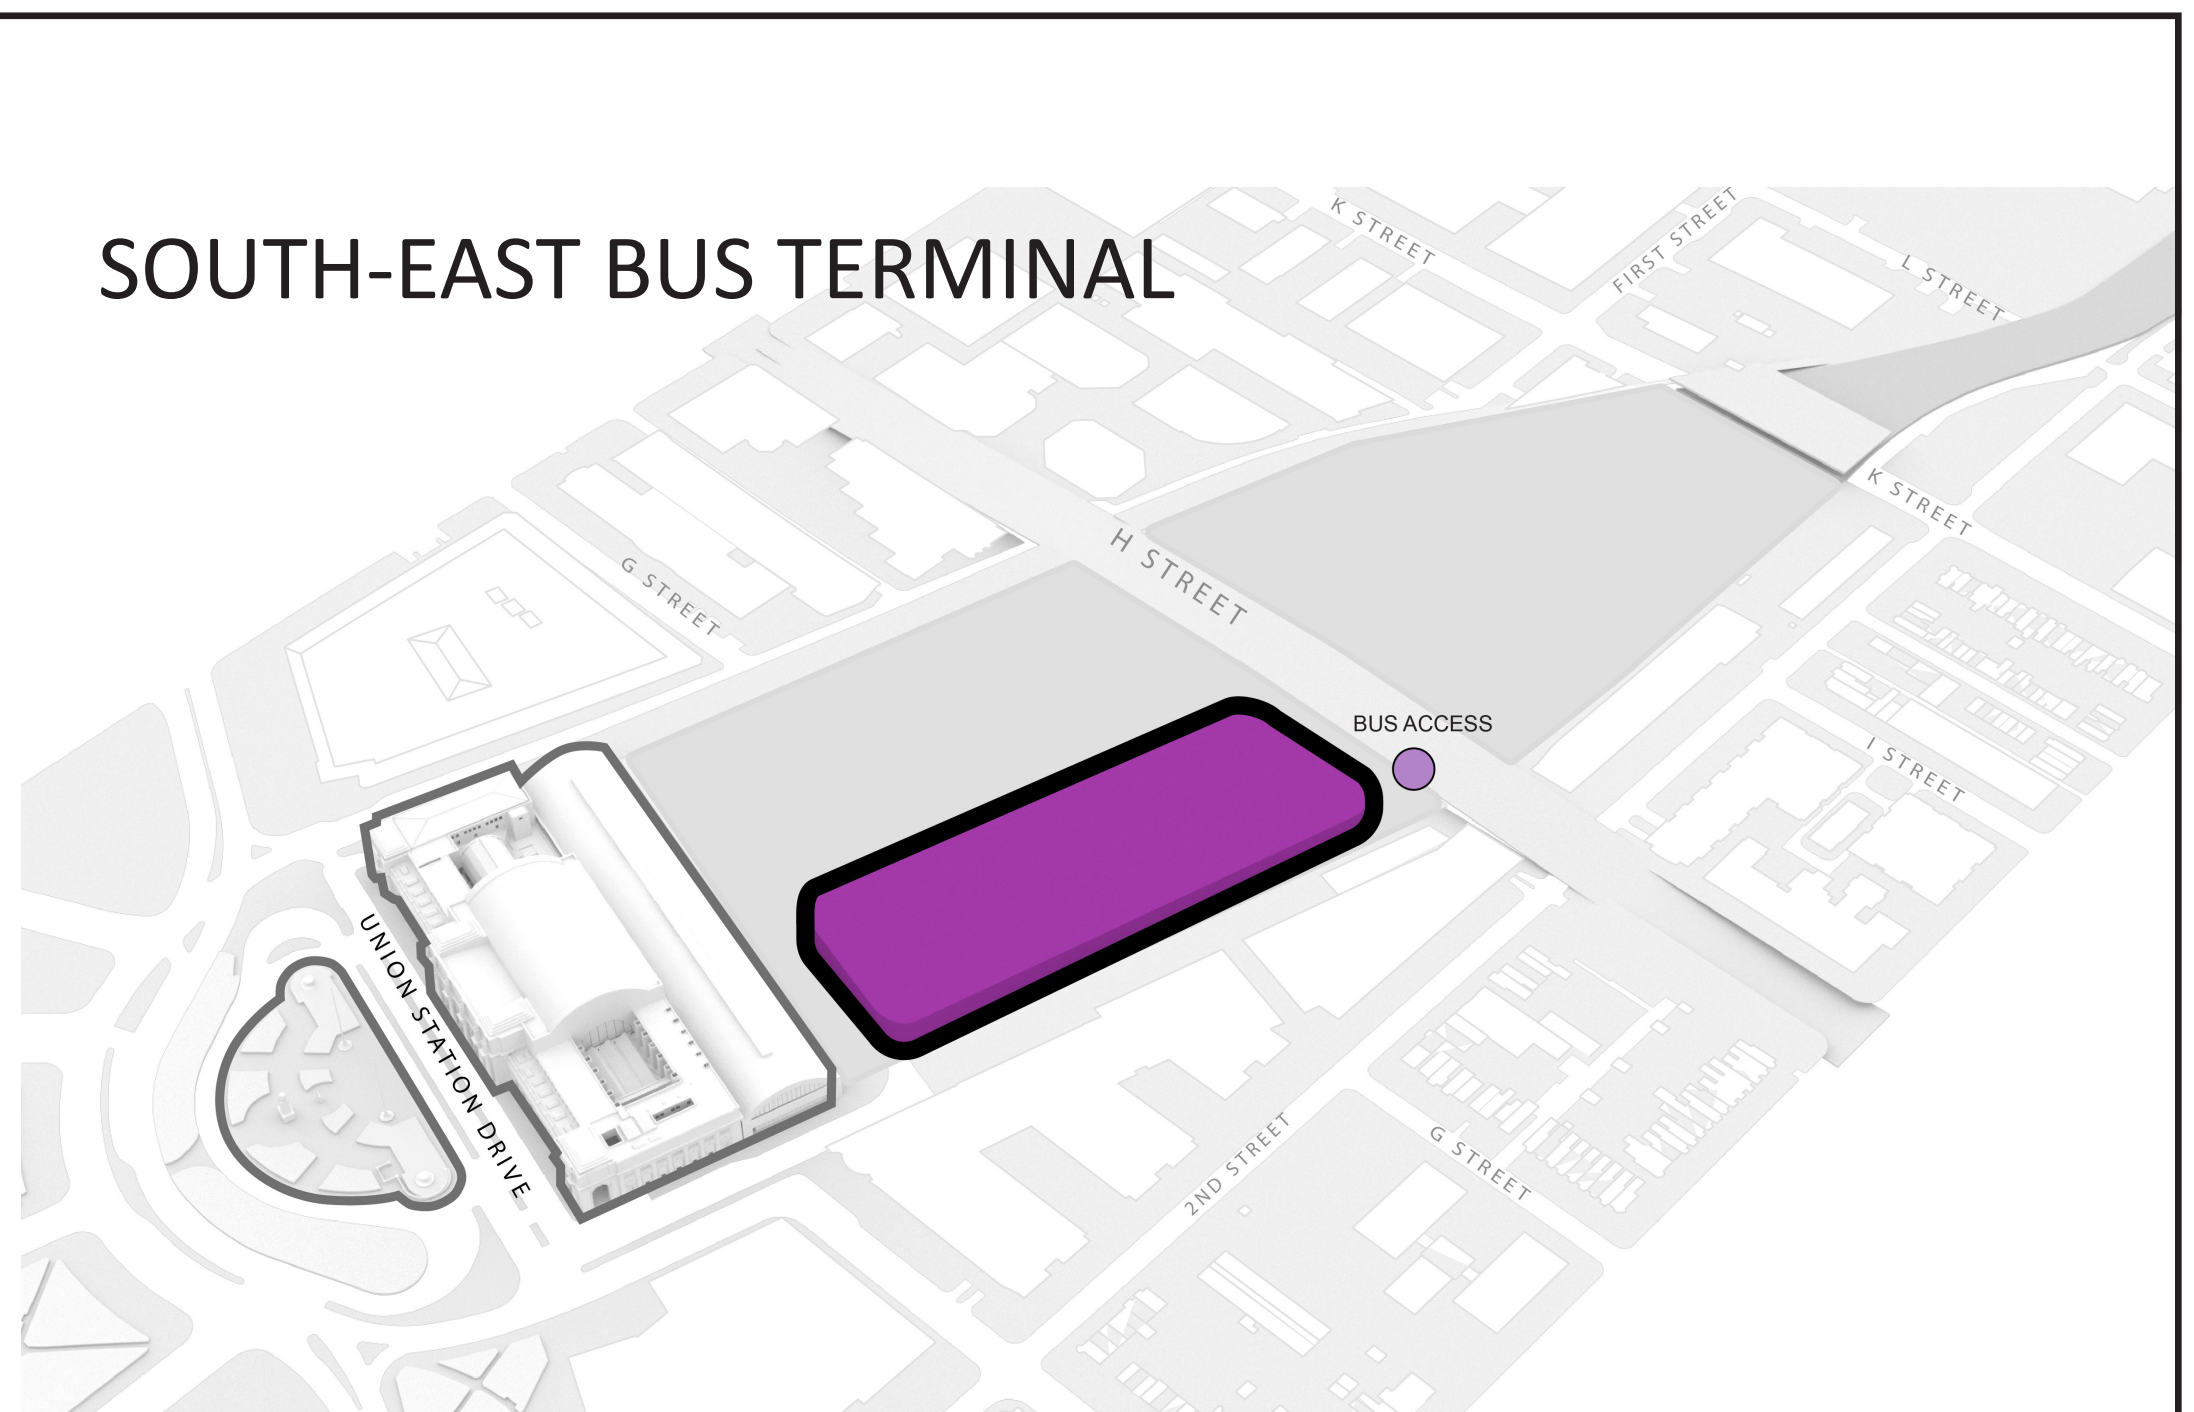 SOUTH-EAST BUS TERMINAL
K STREET
FIRST STREET
L STREET
K STREET
H STREET
G STREET
BUS ACCESS
I STREET
UNION STATION DRIVE
2ND STREET
G STREET